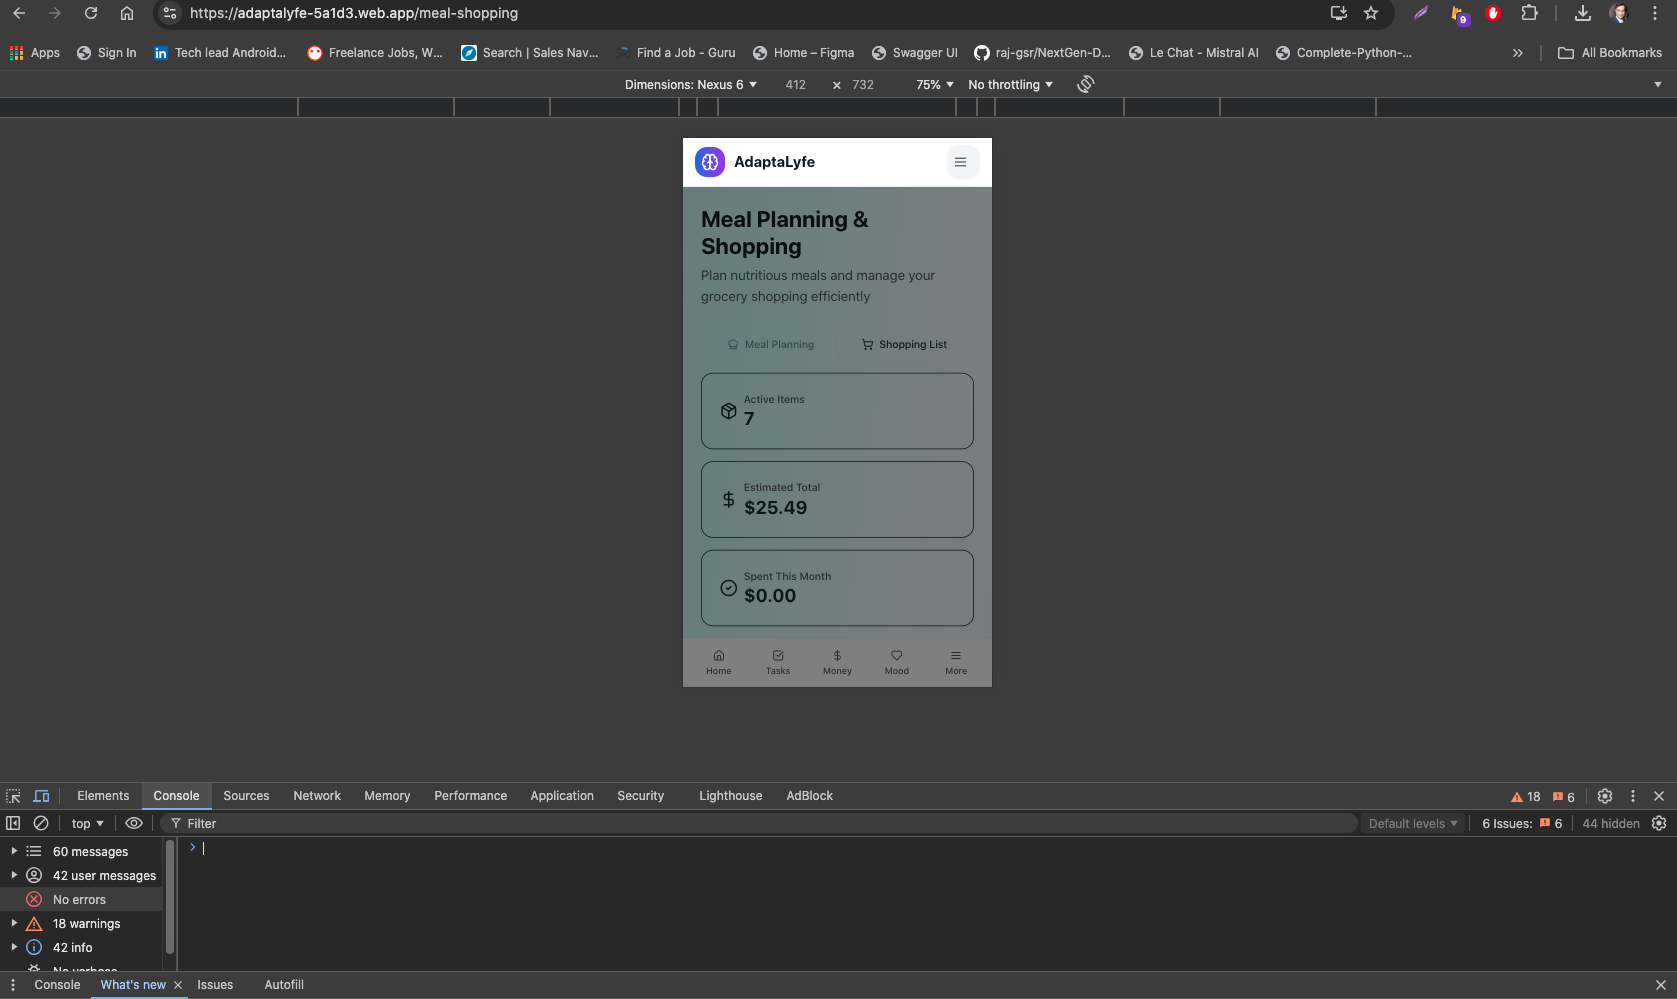 https://adaptalyfe-5a1d3.web.app/meal-shopping
9
Apps
Sign In
Tech lead Android...
Freelance Jobs, W...
Search | Sales Nav...
Find a Job - Guru
Home – Figma
Swagger UI
raj-gsr/NextGen-D...
Le Chat - Mistral AI
Complete-Python-...
»
All Bookmarks
Dimensions: Nexus 6
412
×
732
75%
No throttling
AdaptaLyfe
Meal Planning &
Shopping
Plan nutritious meals and manage your
grocery shopping efficiently
Meal Planning
Shopping List
Active Items
7
Estimated Total
$25.49
Spent This Month
$0.00
Home
Tasks
Money
Mood
More
Elements
Console
Sources
Network
Memory
Performance
Application
Security
Lighthouse
AdBlock
18
6
top
Filter
Default levels
6 Issues:
6
44 hidden
60 messages
42 user messages
No errors
18 warnings
42 info
No verbose
Console
What's new
Issues
Autofill